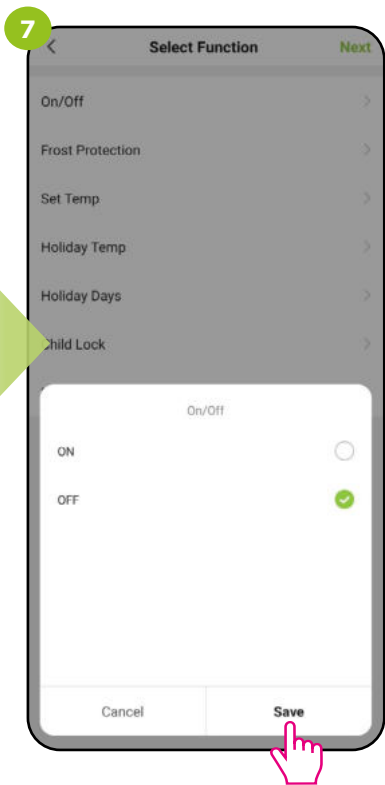 7
Select Function Next
On/Off
Frost Protection
Set Temp
Holiday Temp
Holiday Days
Child Lock
On/Off
ON
OFF
Cancel Save